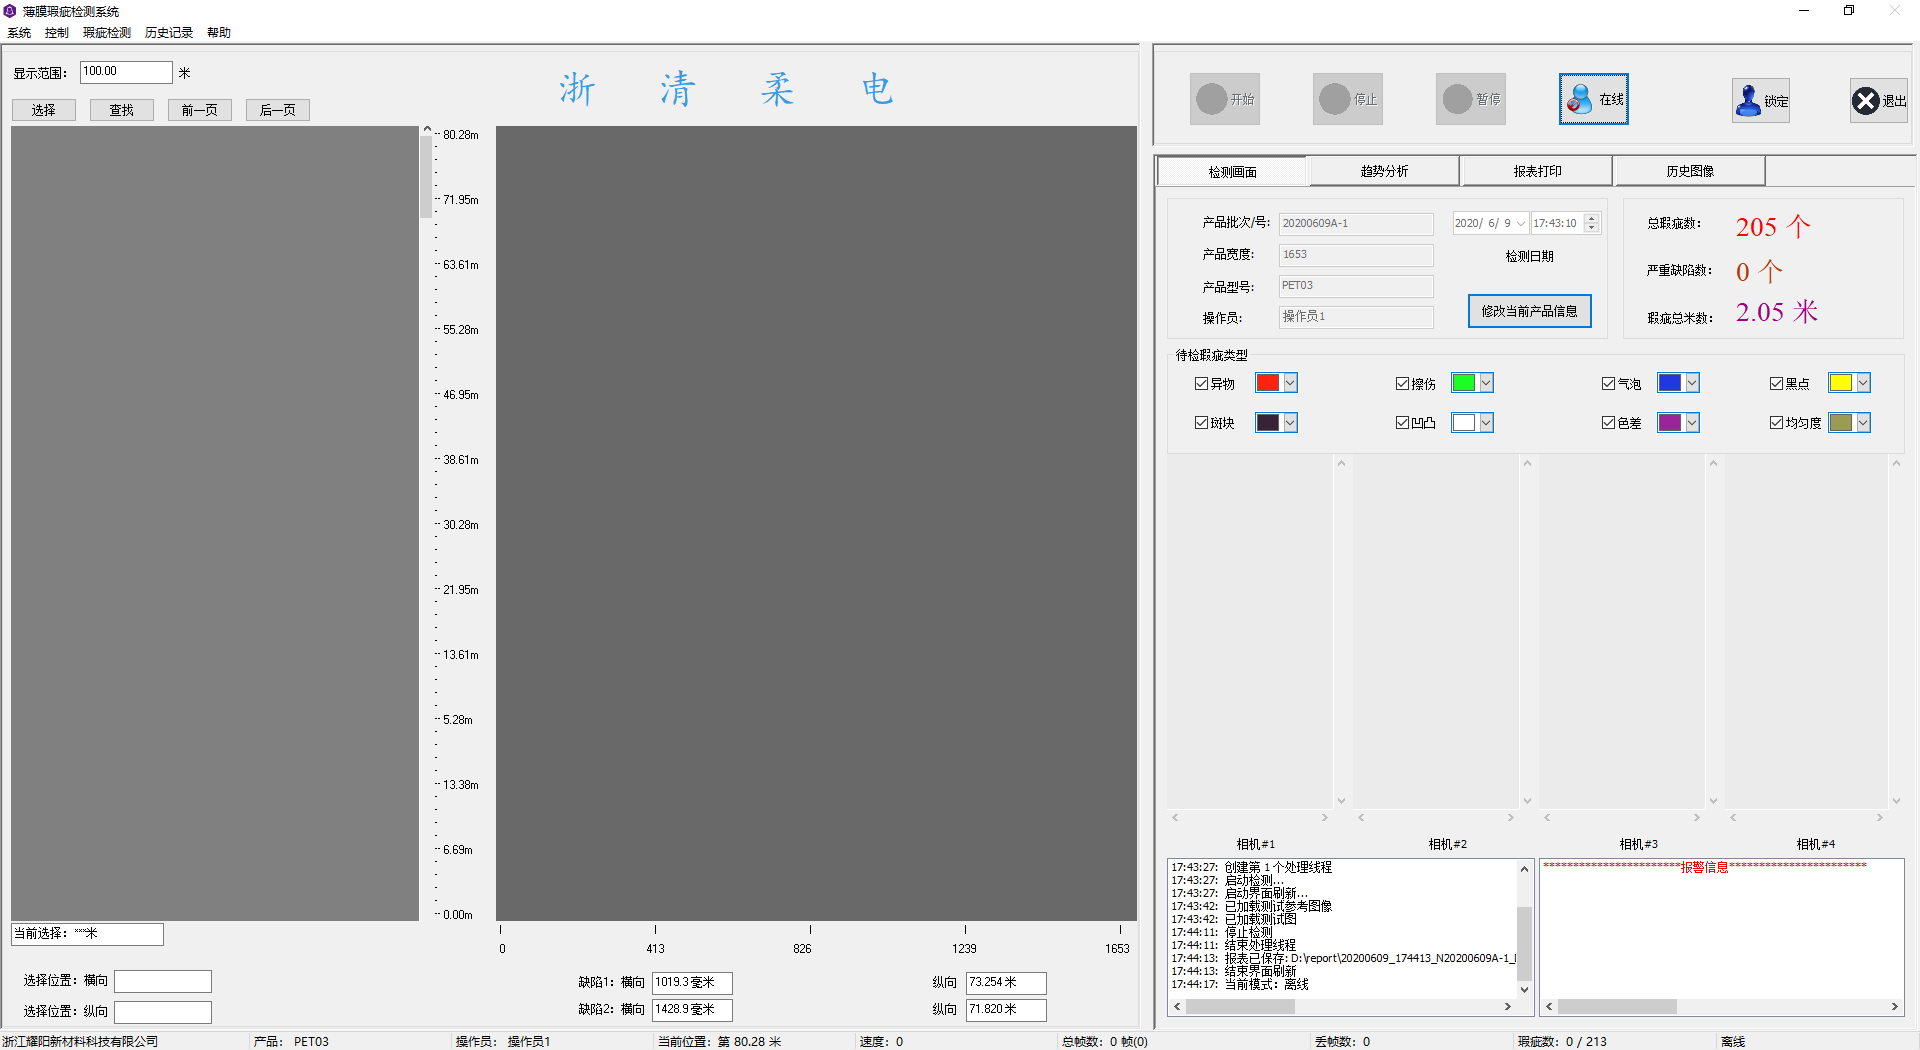 薄膜瑕疵检测系统
系统 控制 瑕疵检测 历史记录 帮助
显示范围： 100.00 米
选择 查找 前一页 后一页
浙 清 柔 电
80.28m
71.95m
63.61m
55.28m
46.95m
38.61m
30.28m
21.95m
13.61m
5.28m
13.38m
6.69m
0.00m
0 413 826 1239 1653
当前选择：***米
选择位置：横向
选择位置：纵向
缺陷1：横向 1019.3毫米 纵向 73.254米
缺陷2：横向 1428.9毫米 纵向 71.820米
开始 停止 暂停 在线 锁定 退出
检测画面 趋势分析 报表打印 历史图像
产品批次/号: 20200609A-1
产品宽度: 1653
产品型号: PET03
操作员: 操作员1
2020/ 6/ 9 17:43:10
检测日期
修改当前产品信息
总瑕疵数： 205 个
严重缺陷数： 0 个
瑕疵总米数： 2.05 米
待检瑕疵类型
异物 擦伤 气泡 黑点
斑块 凹凸 色差 均匀度
相机#1 相机#2 相机#3 相机#4
17:43:27: 创建第 1 个处理线程
17:43:27: 启动检测...
17:43:27: 启动界面刷新...
17:43:42: 已加载测试参考图像
17:43:42: 已加载测试图
17:44:11: 停止检测
17:44:11: 结束处理线程
17:44:13: 报表已保存: D:\report\20200609_174413_N20200609A-1_
17:44:13: 结束界面刷新
17:44:17: 当前模式：离线
***********************报警信息***********************
浙江耀阳新材料科技有限公司 产品： PET03 操作员： 操作员1 当前位置：第 80.28 米 速度：0 总帧数：0 帧(0) 丢帧数：0 瑕疵数：0 / 213 离线